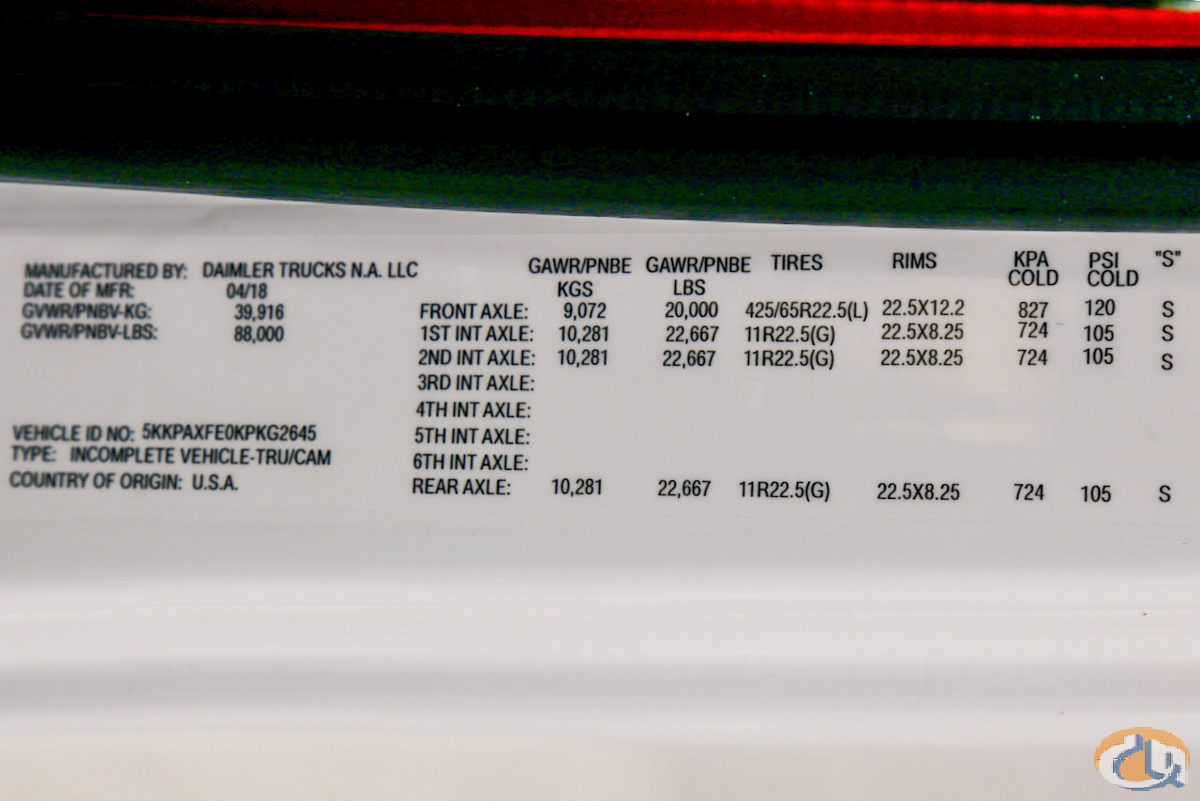 MANUFACTURED BY: DAIMLER TRUCKS N.A. LLC
DATE OF MFR: 04/18
GVWR/PNBV-KG: 39,916
GVWR/PNBV-LBS: 88,000
VEHICLE ID NO: 5KKPAXFE0KPKG2645
TYPE: INCOMPLETE VEHICLE-TRU/CAM
COUNTRY OF ORIGIN: U.S.A.
GAWR/PNBE GAWR/PNBE TIRES RIMS KPA PSI "S"
KGS LBS COLD COLD
FRONT AXLE: 9,072 20,000 425/65R22.5(L) 22.5X12.2 827 120 S
1ST INT AXLE: 10,281 22,667 11R22.5(G) 22.5X8.25 724 105 S
2ND INT AXLE: 10,281 22,667 11R22.5(G) 22.5X8.25 724 105 S
3RD INT AXLE:
4TH INT AXLE:
5TH INT AXLE:
6TH INT AXLE:
REAR AXLE: 10,281 22,667 11R22.5(G) 22.5X8.25 724 105 S